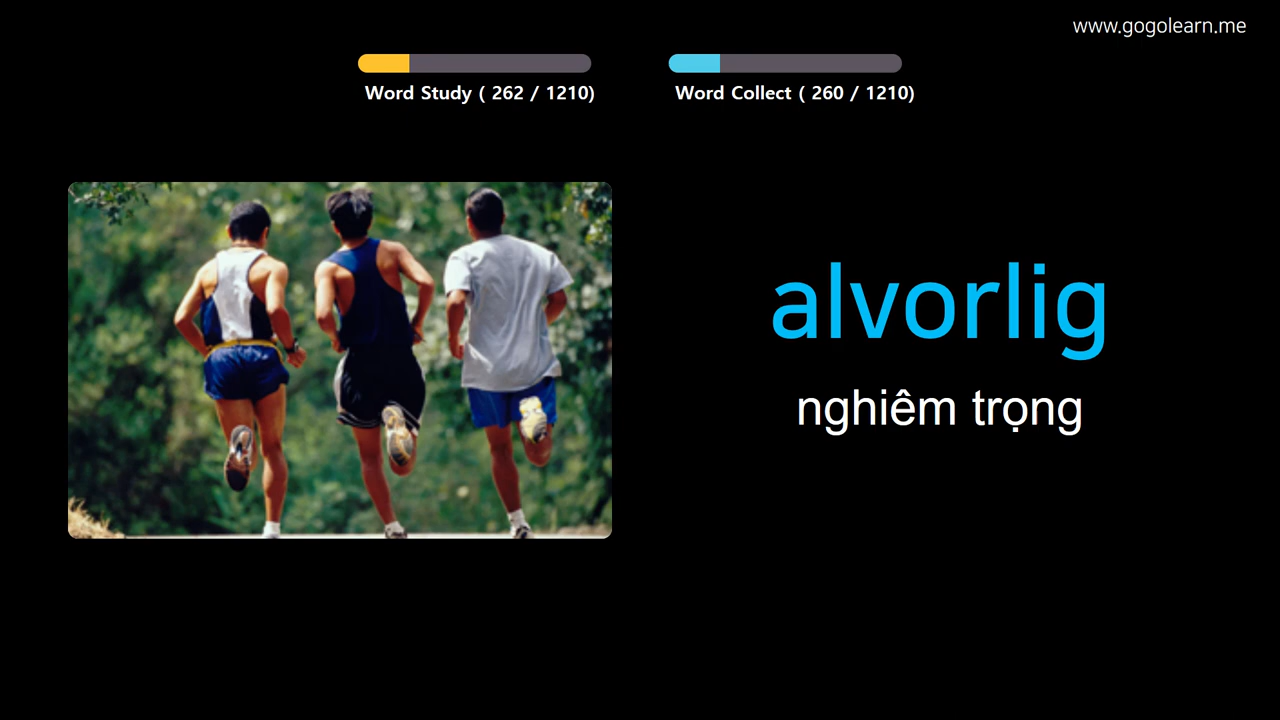 www.gogolearn.me
Word Study ( 262 / 1210)
Word Collect ( 260 / 1210)
alvorlig
nghiêm trọng